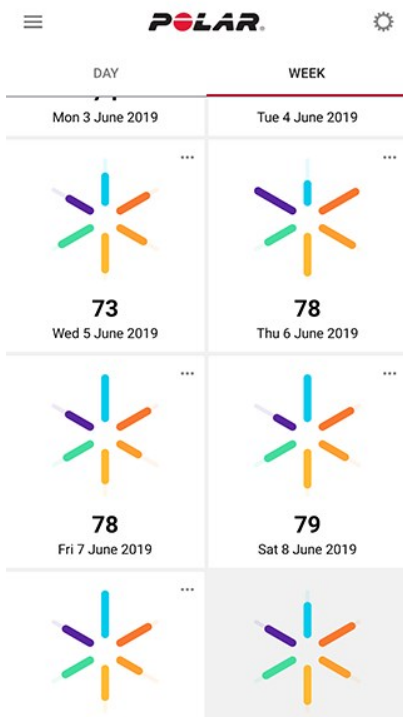 POLAR.
DAY
WEEK
Mon 3 June 2019
Tue 4 June 2019
73
Wed 5 June 2019
78
Thu 6 June 2019
78
Fri 7 June 2019
79
Sat 8 June 2019